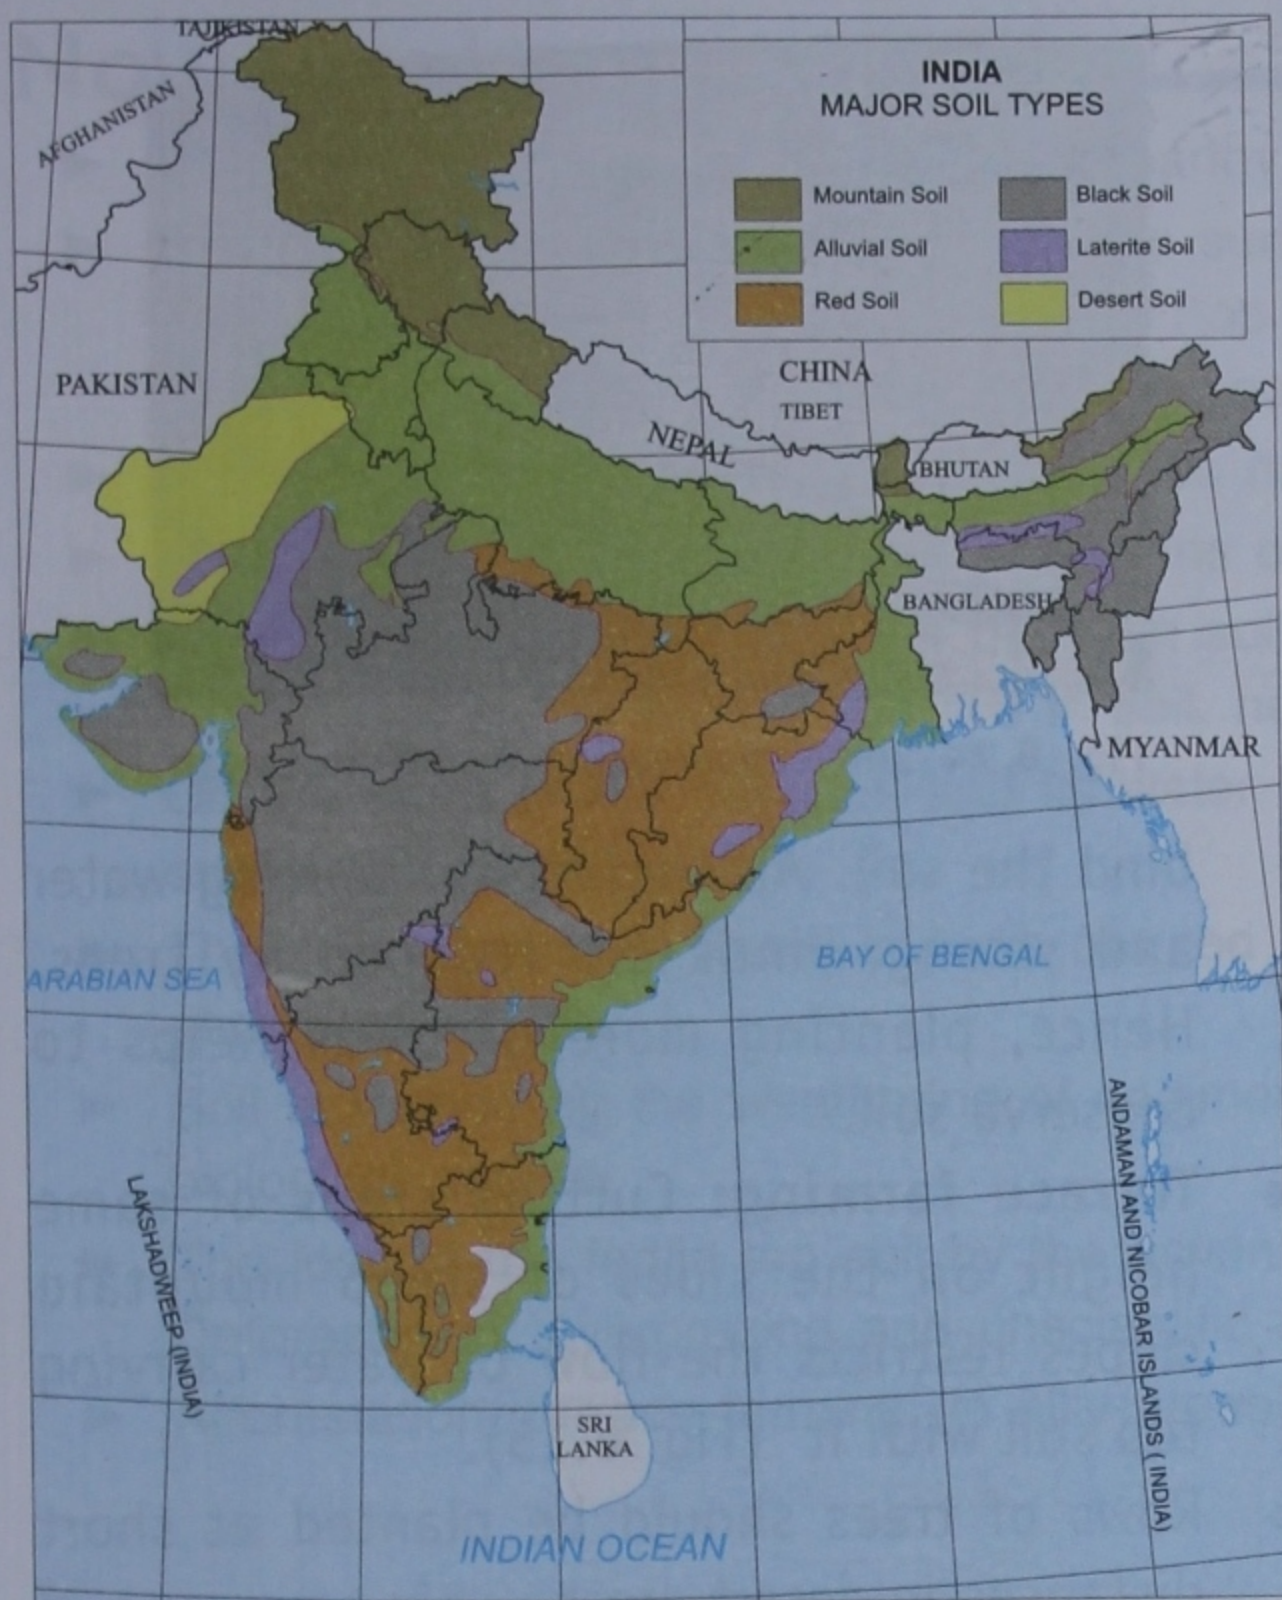 TAJIKISTAN
AFGHANISTAN
INDIA
MAJOR SOIL TYPES
Mountain Soil
Black Soil
Alluvial Soil
Laterite Soil
Red Soil
Desert Soil
PAKISTAN
CHINA
TIBET
NEPAL
BHUTAN
BANGLADESH
MYANMAR
ARABIAN SEA
BAY OF BENGAL
LAKSHADWEEP (INDIA)
ANDAMAN AND NICOBAR ISLANDS ( INDIA)
SRI
LANKA
INDIAN OCEAN